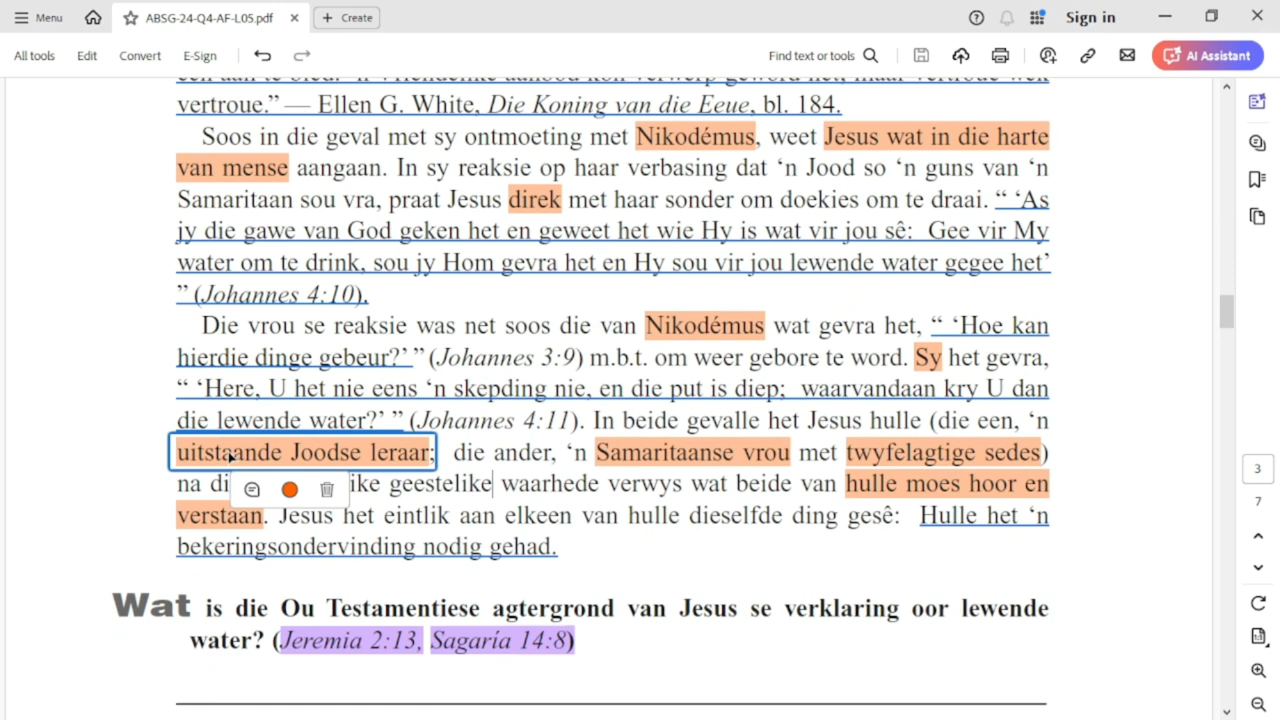 Menu
ABSG-24-Q4-AF-L05.pdf
Create
Sign in
All tools Edit Convert E-Sign
Find text or tools
AI Assistant
vertroue.” — Ellen G. White, Die Koning van die Eeue, bl. 184.
Soos in die geval met sy ontmoeting met Nikodémus, weet Jesus wat in die harte
van mense aangaan. In sy reaksie op haar verbasing dat ‘n Jood so ‘n guns van ‘n
Samaritaan sou vra, praat Jesus direk met haar sonder om doekies om te draai. “ ‘As
jy die gawe van God geken het en geweet het wie Hy is wat vir jou sê: Gee vir My
water om te drink, sou jy Hom gevra het en Hy sou vir jou lewende water gegee het’
” (Johannes 4:10).
Die vrou se reaksie was net soos die van Nikodémus wat gevra het, “ ‘Hoe kan
hierdie dinge gebeur?’ ” (Johannes 3:9) m.b.t. om weer gebore te word. Sy het gevra,
“ ‘Here, U het nie eens ‘n skepding nie, en die put is diep; waarvandaan kry U dan
die lewende water?’ ” (Johannes 4:11). In beide gevalle het Jesus hulle (die een, ‘n
uitstaande Joodse leraar; die ander, ‘n Samaritaanse vrou met twyfelagtige sedes)
na di ike geestelike waarhede verwys wat beide van hulle moes hoor en
verstaan. Jesus het eintlik aan elkeen van hulle dieselfde ding gesê: Hulle het ‘n
bekeringsondervinding nodig gehad.
Wat is die Ou Testamentiese agtergrond van Jesus se verklaring oor lewende
water? (Jeremia 2:13, Sagaría 14:8)
3
7